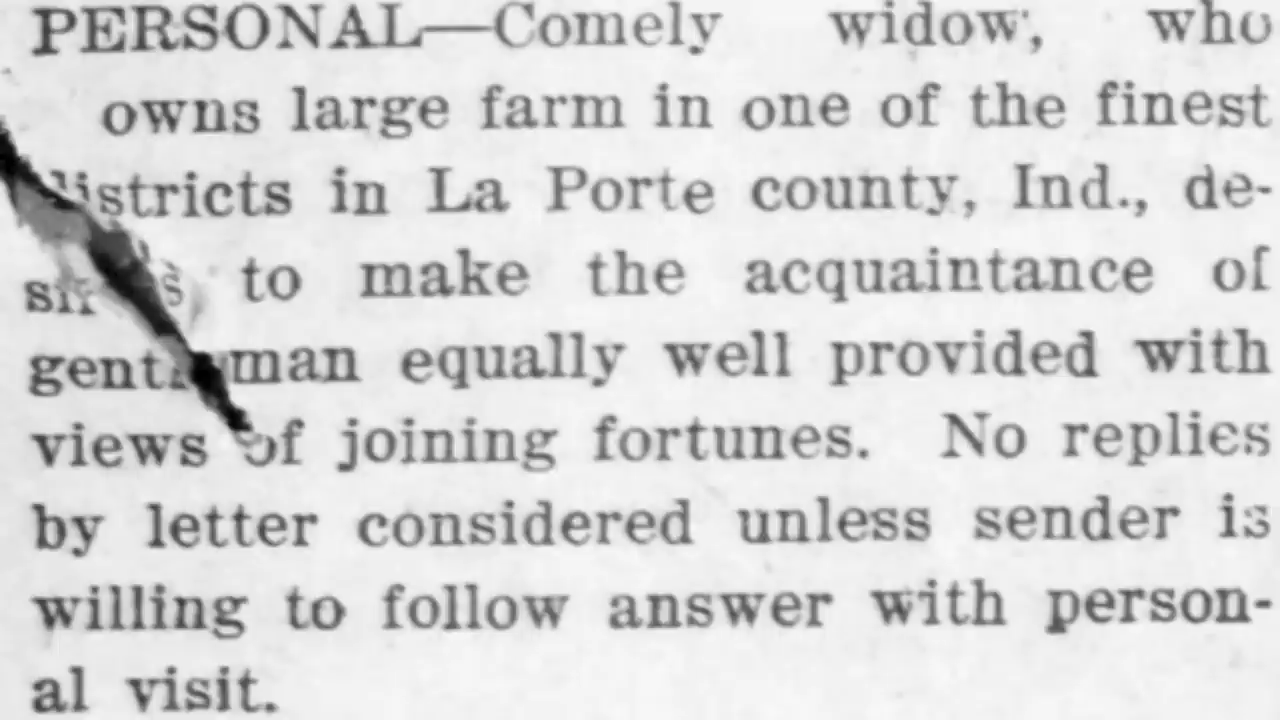 PERSONAL—Comely widow, who
owns large farm in one of the finest
districts in La Porte county, Ind., de-
to make the acquaintance of
equally well provided with
views of joining fortunes. No replies
by letter considered unless sender is
willing to follow answer with person-
al visit.